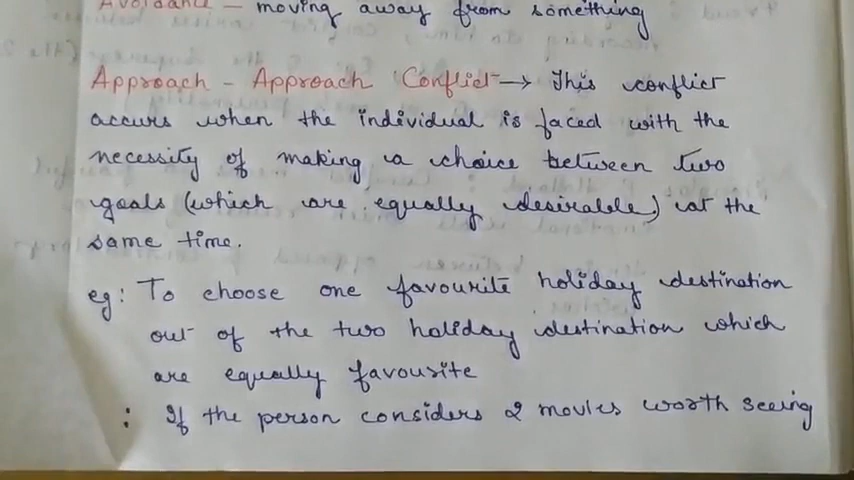 Avoidance – moving away from something
Approach - Approach Conflict → This conflict
occurs when the individual is faced with the
necessity of making a choice between two
goals (which are equally desirable) at the
same time.
eg: To choose one favourite holiday destination
out of the two holiday destination which
are equally favourite
: If the person considers 2 movies worth seeing